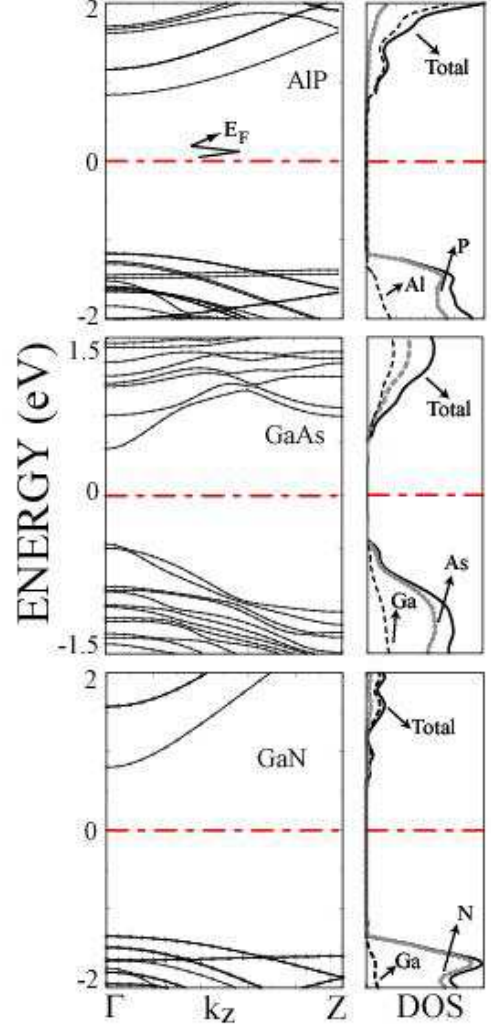 2
AlP
Total
E_F
0
P
Al
-2
ENERGY (eV)
1.5
GaAs
Total
0
As
Ga
-1.5
2
GaN
Total
0
N
Ga
-2
Γ k_Z Z DOS